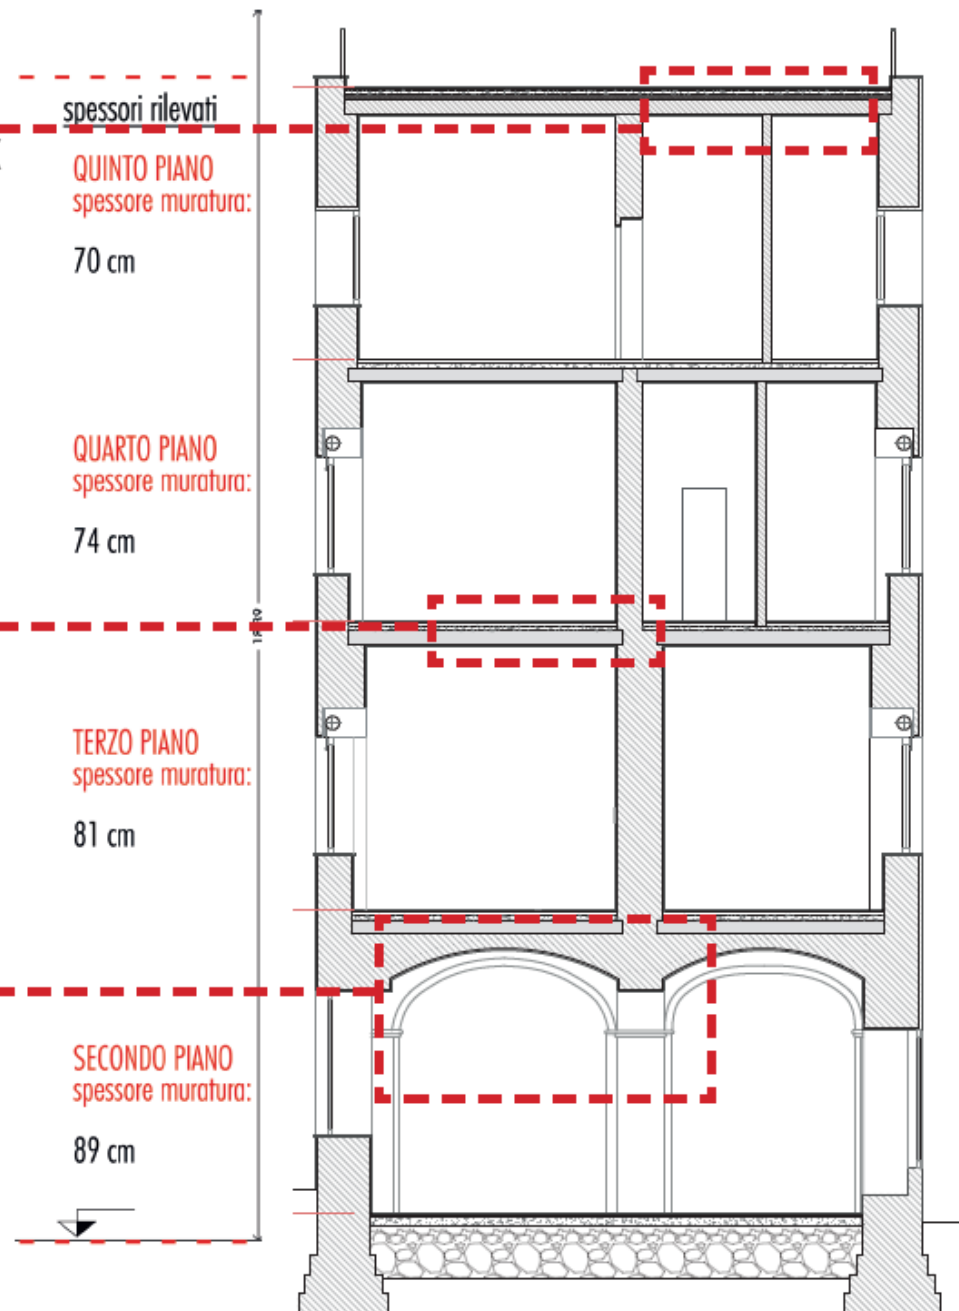 spessori rilevati
QUINTO PIANO
spessore muratura:
70 cm
QUARTO PIANO
spessore muratura:
74 cm
TERZO PIANO
spessore muratura:
81 cm
SECONDO PIANO
spessore muratura:
89 cm